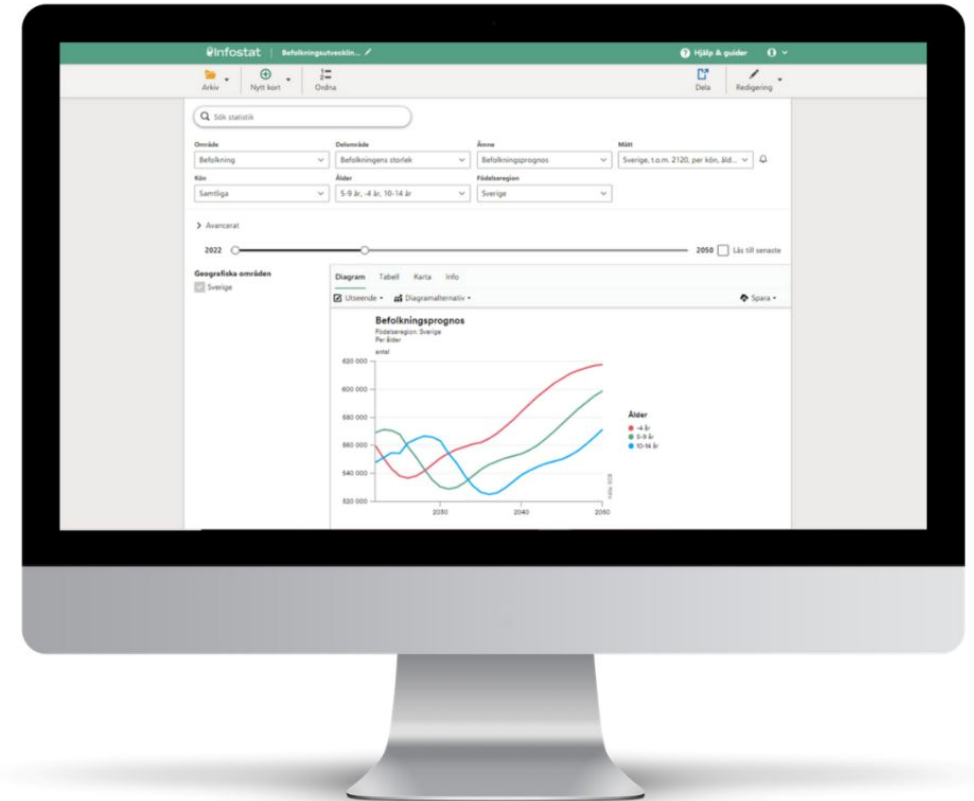 Infostat | Befolkningsutvecklin...
Hjälp & guider
Arkiv
Nytt kort
Ordna
Dela
Redigering
Sök statistik
Område
Delområde
Ämne
Mått
Befolkning
Befolkningens storlek
Befolkningsprognos
Sverige, t.o.m. 2120, per kön, åld...
Kön
Ålder
Födelseregion
Samtliga
5-9 år, -4 år, 10-14 år
Sverige
Avancerat
2022
2050
Lås till senaste
Geografiska områden
Sverige
Diagram
Tabell
Karta
Info
Utseende
Diagramalternativ
Spara
Befolkningsprognos
Födelseregion: Sverige
Per ålder
antal
620 000
600 000
580 000
560 000
540 000
520 000
2030
2040
2050
Ålder
-4 år
5-9 år
10-14 år